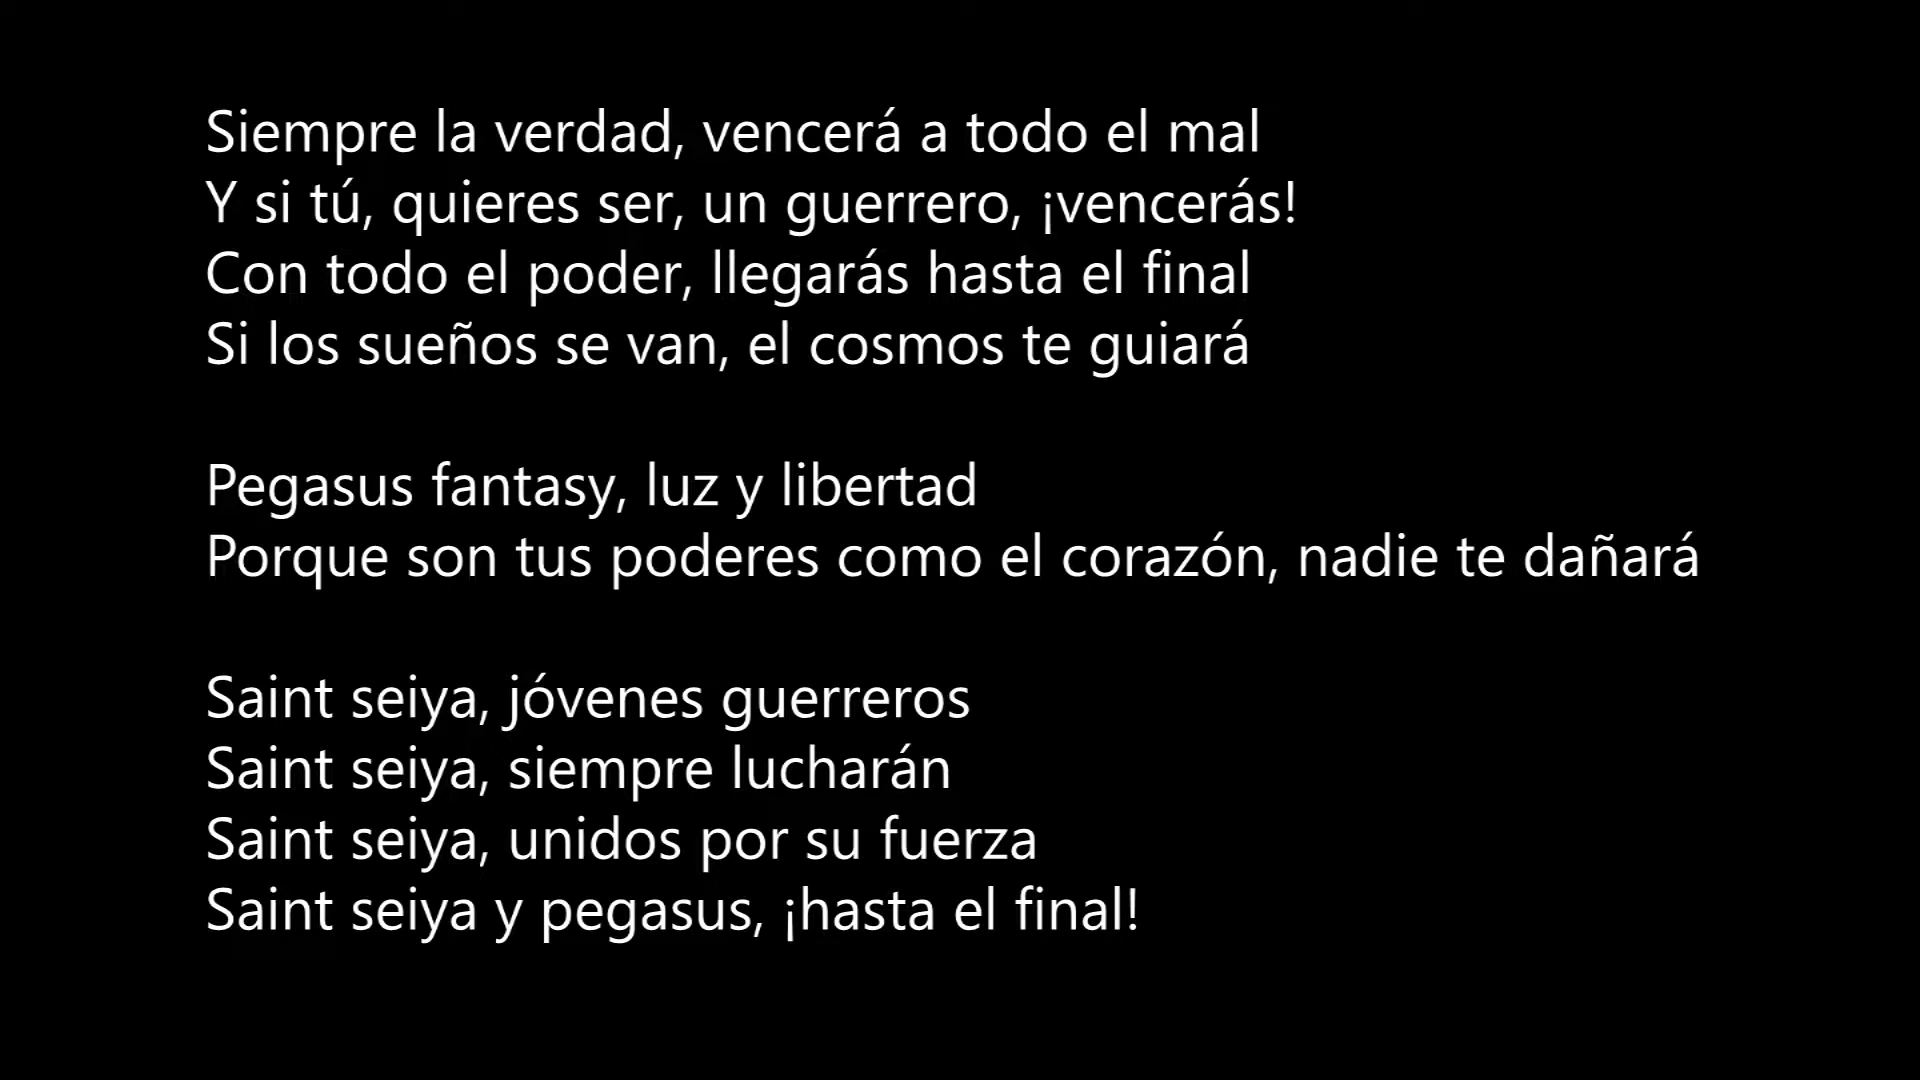 Siempre la verdad, vencerá a todo el mal
Y si tú, quieres ser, un guerrero, ¡vencerás!
Con todo el poder, llegarás hasta el final
Si los sueños se van, el cosmos te guiará
Pegasus fantasy, luz y libertad
Porque son tus poderes como el corazón, nadie te dañará
Saint seiya, jóvenes guerreros
Saint seiya, siempre lucharán
Saint seiya, unidos por su fuerza
Saint seiya y pegasus, ¡hasta el final!